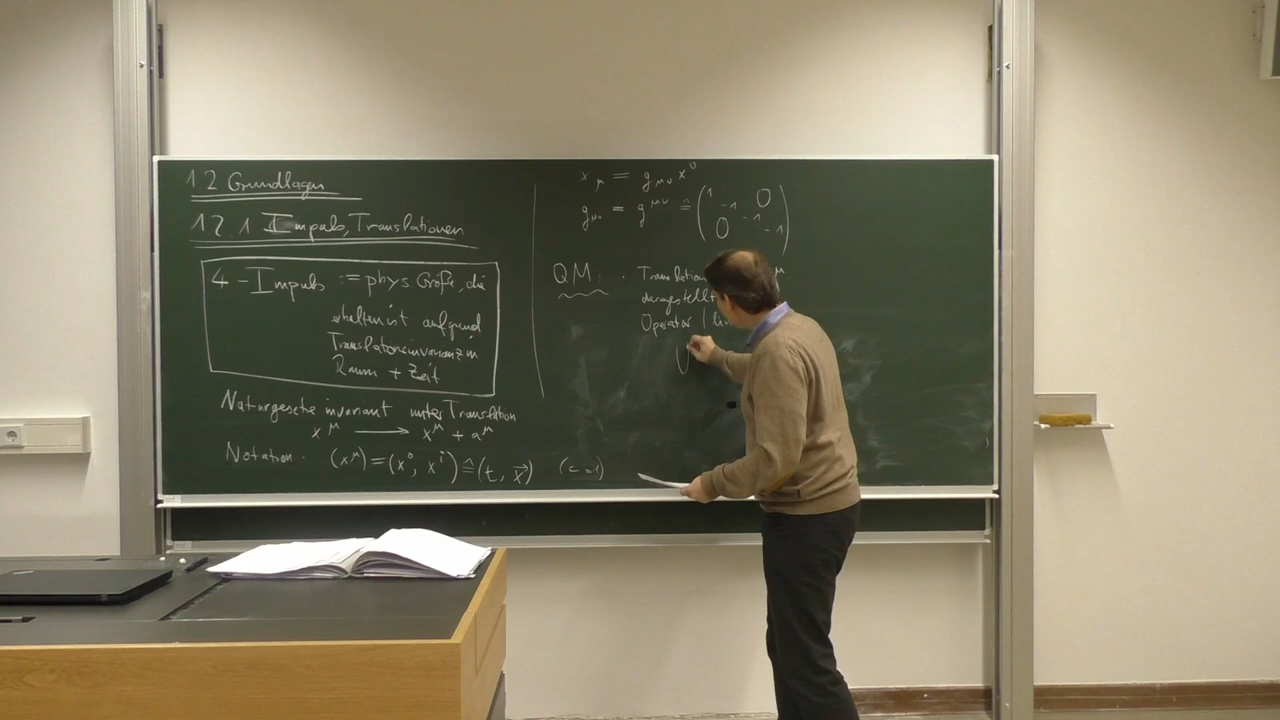 1.2 Grundlagen
1.2.1 Impuls, Translationen
4-Impuls := phys Größe, die
erhalten ist aufgrund
Translationsinvarianz in
Raum + Zeit
Naturgesetze invariant unter Translation
x^μ → x^μ + a^μ
Notation: (x^μ) = (x^0, x^i) ≙ (t, x⃗) (c=1)
x_μ = g_μν x^ν
g_μν = g^μν ≙ (1 -1 0
0 -1 -1)
QM: · Translation
dargestellt
Operator (lin
U